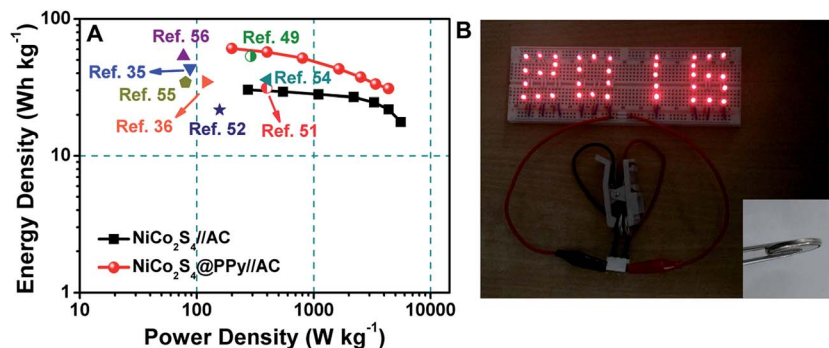 A
Energy Density (Wh kg⁻¹)
100
10
1
Ref. 56
Ref. 49
Ref. 35
Ref. 54
Ref. 55
Ref. 36
Ref. 52
Ref. 51
NiCo₂S₄//AC
NiCo₂S₄@PPy//AC
10
100
1000
10000
Power Density (W kg⁻¹)
B
2016